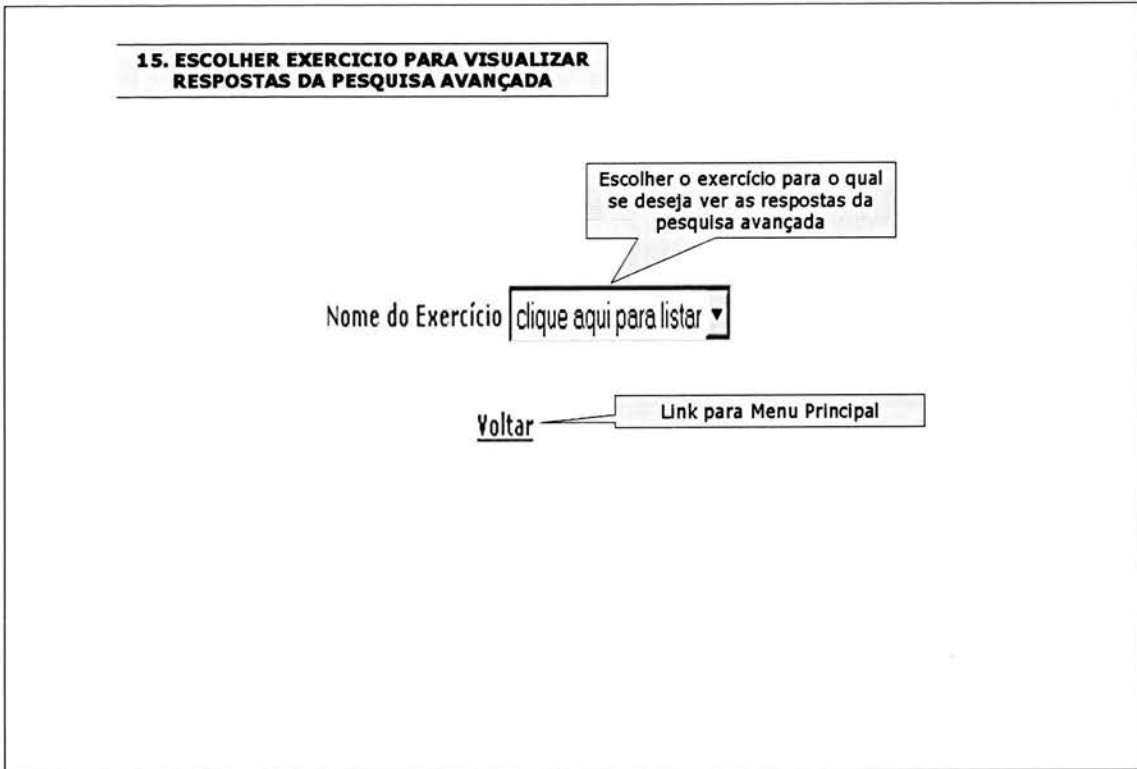 15. ESCOLHER EXERCICIO PARA VISUALIZAR
RESPOSTAS DA PESQUISA AVANÇADA
Escolher o exercício para o qual
se deseja ver as respostas da
pesquisa avançada
Nome do Exercício clique aqui para listar
Voltar
Link para Menu Principal